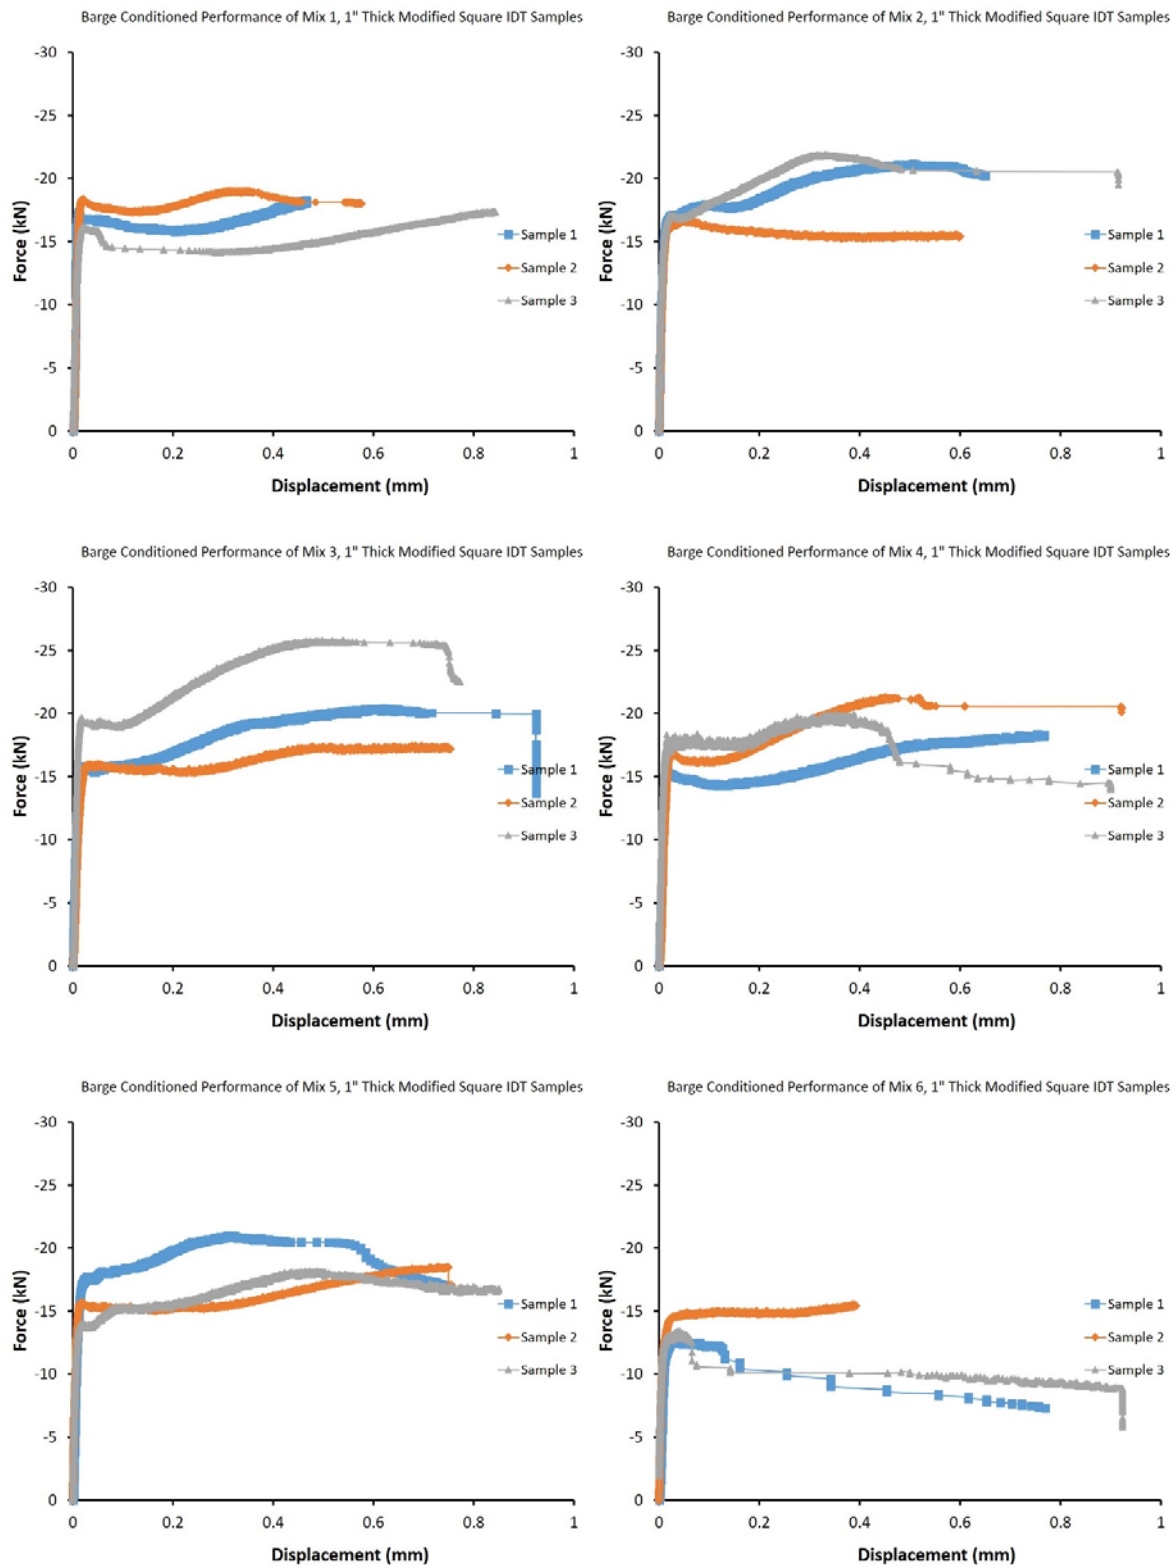 Barge Conditioned Performance of Mix 1, 1" Thick Modified Square IDT Samples
-30
-25
-20
-15
-10
-5
0
Force (kN)
Sample 1
Sample 2
Sample 3
0 0.2 0.4 0.6 0.8 1
Displacement (mm)
Barge Conditioned Performance of Mix 2, 1" Thick Modified Square IDT Samples
-30
-25
-20
-15
-10
-5
0
Force (kN)
Sample 1
Sample 2
Sample 3
0 0.2 0.4 0.6 0.8 1
Displacement (mm)
Barge Conditioned Performance of Mix 3, 1" Thick Modified Square IDT Samples
-30
-25
-20
-15
-10
-5
0
Force (kN)
Sample 1
Sample 2
Sample 3
0 0.2 0.4 0.6 0.8 1
Displacement (mm)
Barge Conditioned Performance of Mix 4, 1" Thick Modified Square IDT Samples
-30
-25
-20
-15
-10
-5
0
Force (kN)
Sample 1
Sample 2
Sample 3
0 0.2 0.4 0.6 0.8 1
Displacement (mm)
Barge Conditioned Performance of Mix 5, 1" Thick Modified Square IDT Samples
-30
-25
-20
-15
-10
-5
0
Force (kN)
Sample 1
Sample 2
Sample 3
0 0.2 0.4 0.6 0.8 1
Displacement (mm)
Barge Conditioned Performance of Mix 6, 1" Thick Modified Square IDT Samples
-30
-25
-20
-15
-10
-5
0
Force (kN)
Sample 1
Sample 2
Sample 3
0 0.2 0.4 0.6 0.8 1
Displacement (mm)